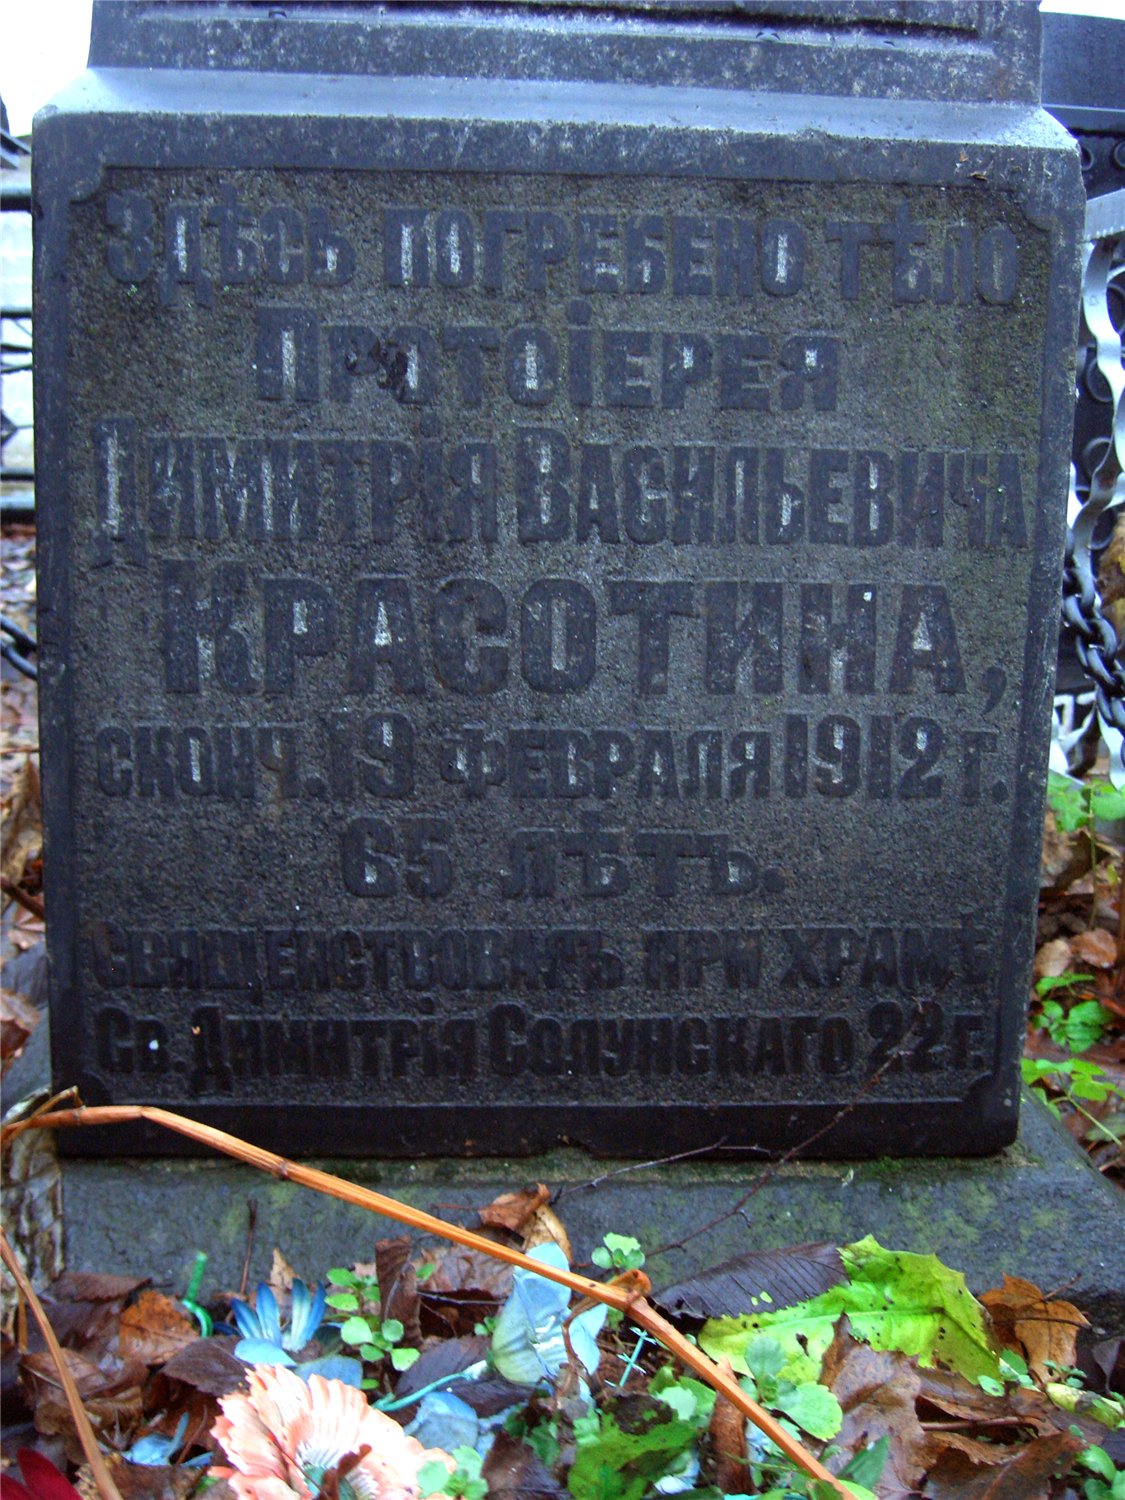 Здѣсь погребено тѣло
Протоіерея
Димитрія Васильевича
Красотина,
сконч. 19 февраля 1912 г.
65 лѣтъ.
Священствовалъ при храмѣ
Св. Димитрія Солунскаго 22 г.